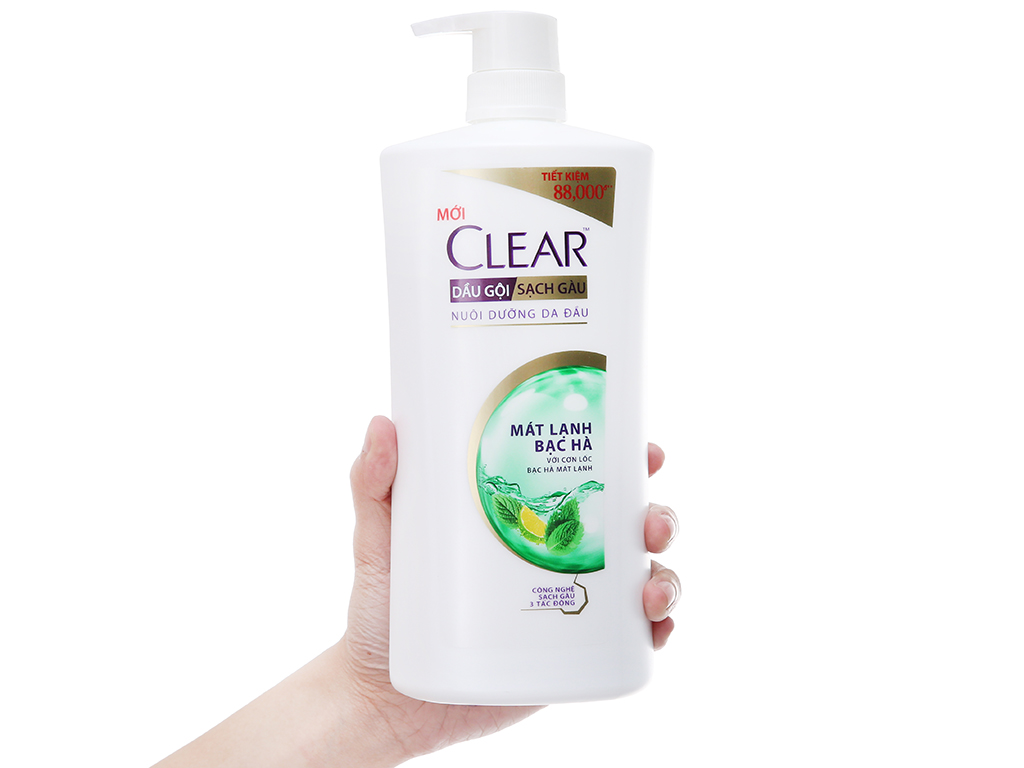 TIẾT KIỆM
88,000đ**
MỚI
CLEAR™
DẦU GỘI SẠCH GÀU
NUÔI DƯỠNG DA ĐẦU
MÁT LẠNH
BẠC HÀ
VỚI CƠN LỐC
BẠC HÀ MÁT LẠNH
CÔNG NGHỆ
SẠCH GÀU
3 TÁC ĐỘNG